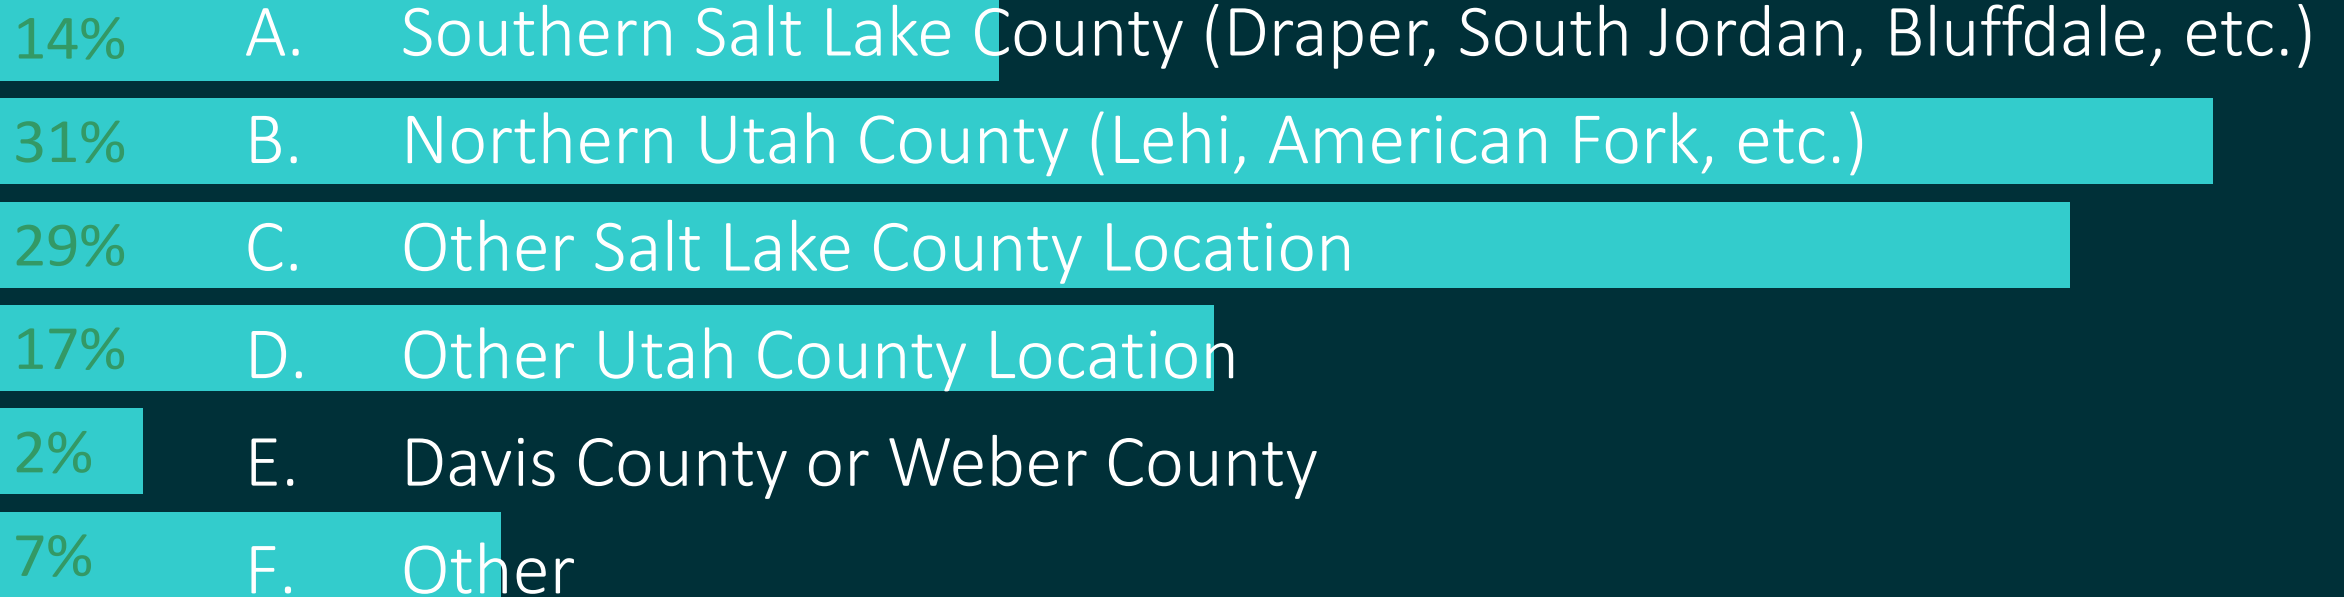 14% A. Southern Salt Lake County (Draper, South Jordan, Bluffdale, etc.)
31% B. Northern Utah County (Lehi, American Fork, etc.)
29% C. Other Salt Lake County Location
17% D. Other Utah County Location
2% E. Davis County or Weber County
7% F. Other